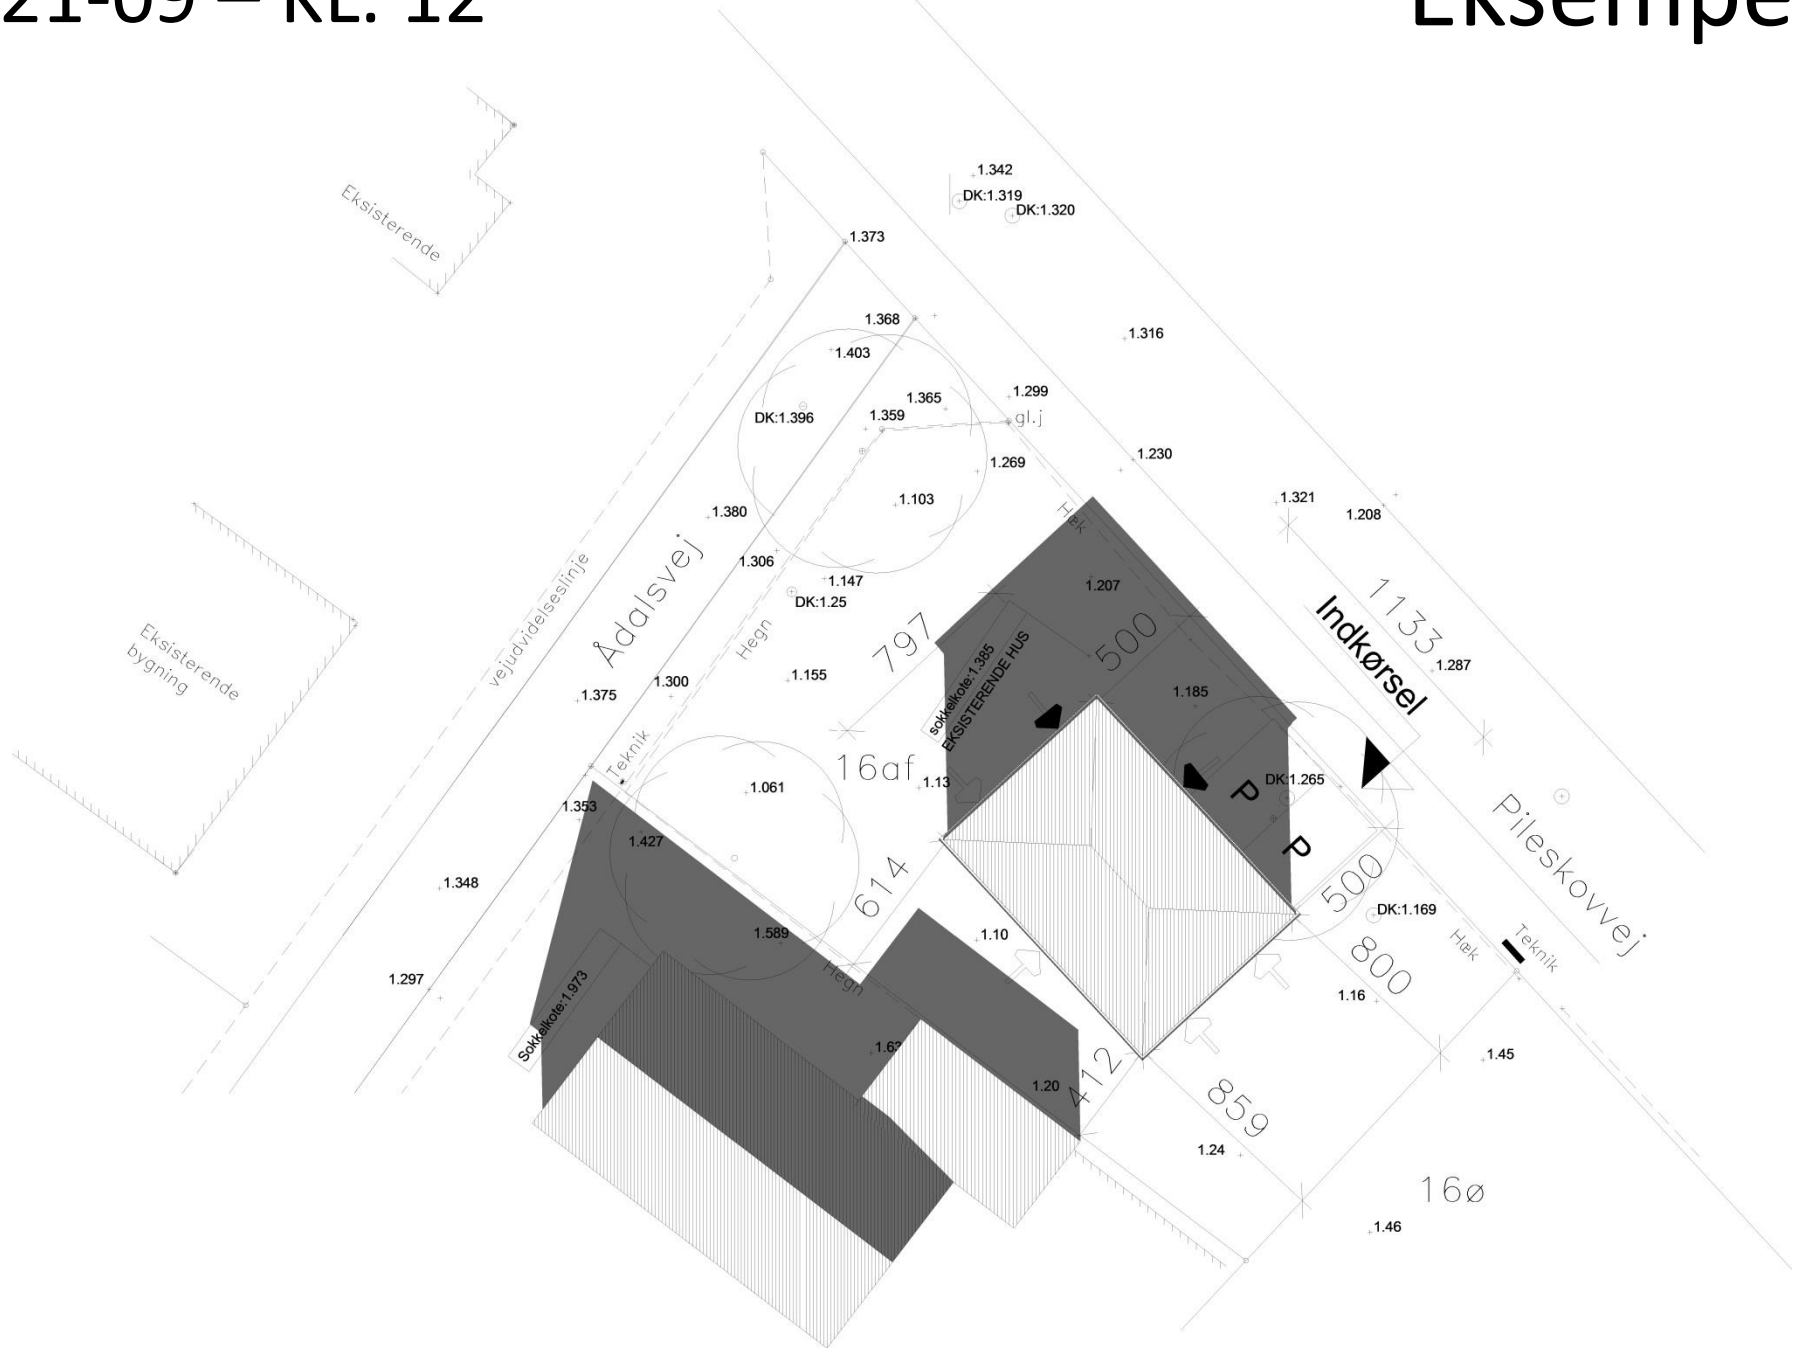 21-09 – KL. 12
Eksempe
1.342
DK:1.319
DK:1.320
Eksisterende
1.373
1.368
1.316
1.403
1.299
1.365
DK:1.396
1.359
gl.j
1.230
1.269
1.321
1.103
1.208
1.380
Hæk
1.306
1.147
1.207
DK:1.25
Ådalsvej
vejudvidelseslinje
Hegn
797
500
1133
Indkørsel
1.287
Eksisterende
bygning
1.155
1.300
1.375
sokkelkote:1.385
EKSISTERENDE HUS
1.185
Teknik
16af
1.13
DK:1.265
P
1.061
1.353
1.427
P
Pileskovvej
1.348
614
500
DK:1.169
1.589
1.10
Hæk
Teknik
800
1.297
Hegn
1.16
Sokkelkote:1.973
1.45
1.20
412
859
1.24
16ø
1.46